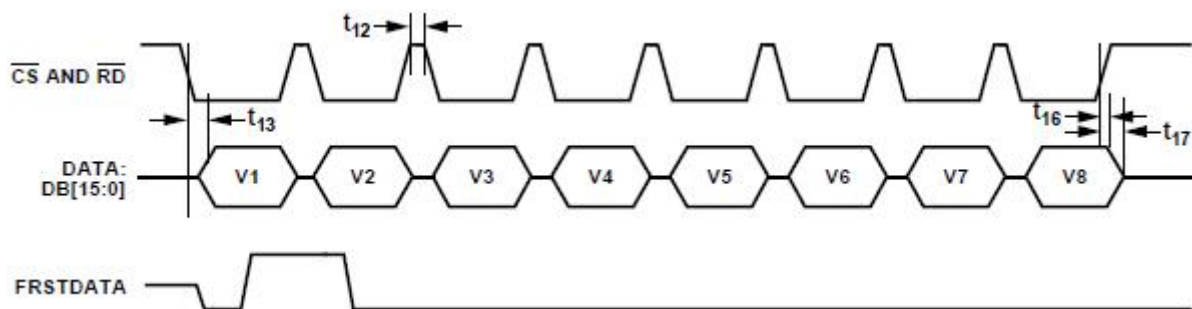 t12
CS AND RD
t13
t16
t17
DATA:
DB[15:0]
V1 V2 V3 V4 V5 V6 V7 V8
FRSTDATA